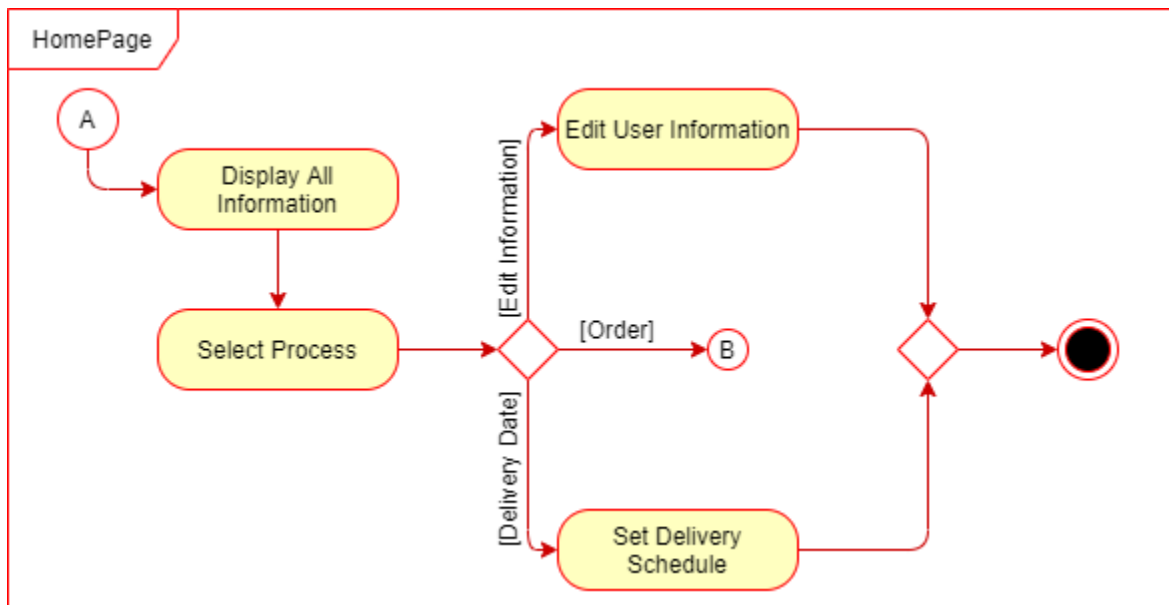 HomePage
A
Display All
Information
Select Process
[Edit Information]
Edit User Information
[Order]
B
[Delivery Date]
Set Delivery
Schedule